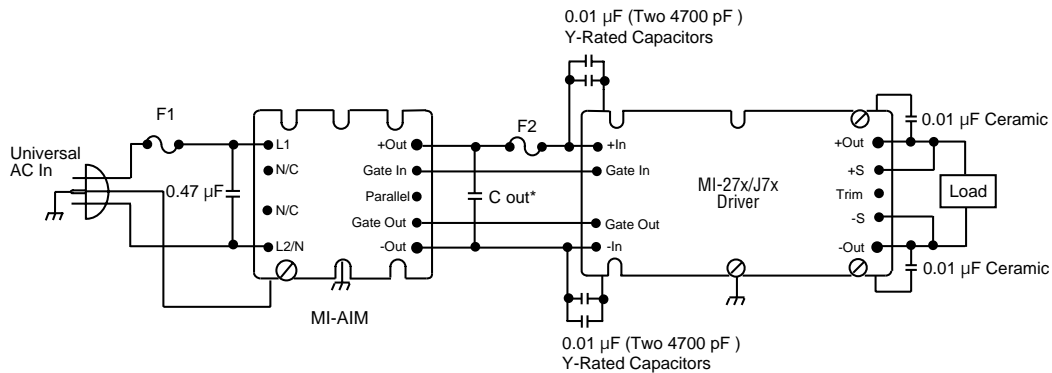 0.01 µF (Two 4700 pF )
Y-Rated Capacitors
F1
F2
Universal
AC In
0.47 µF
L1
N/C
N/C
L2/N
+Out
Gate In
Parallel
Gate Out
-Out
MI-AIM
C out*
+In
Gate In
Gate Out
-In
MI-27x/J7x
Driver
+Out
+S
Trim
-S
-Out
0.01 µF Ceramic
Load
0.01 µF Ceramic
0.01 µF (Two 4700 pF )
Y-Rated Capacitors